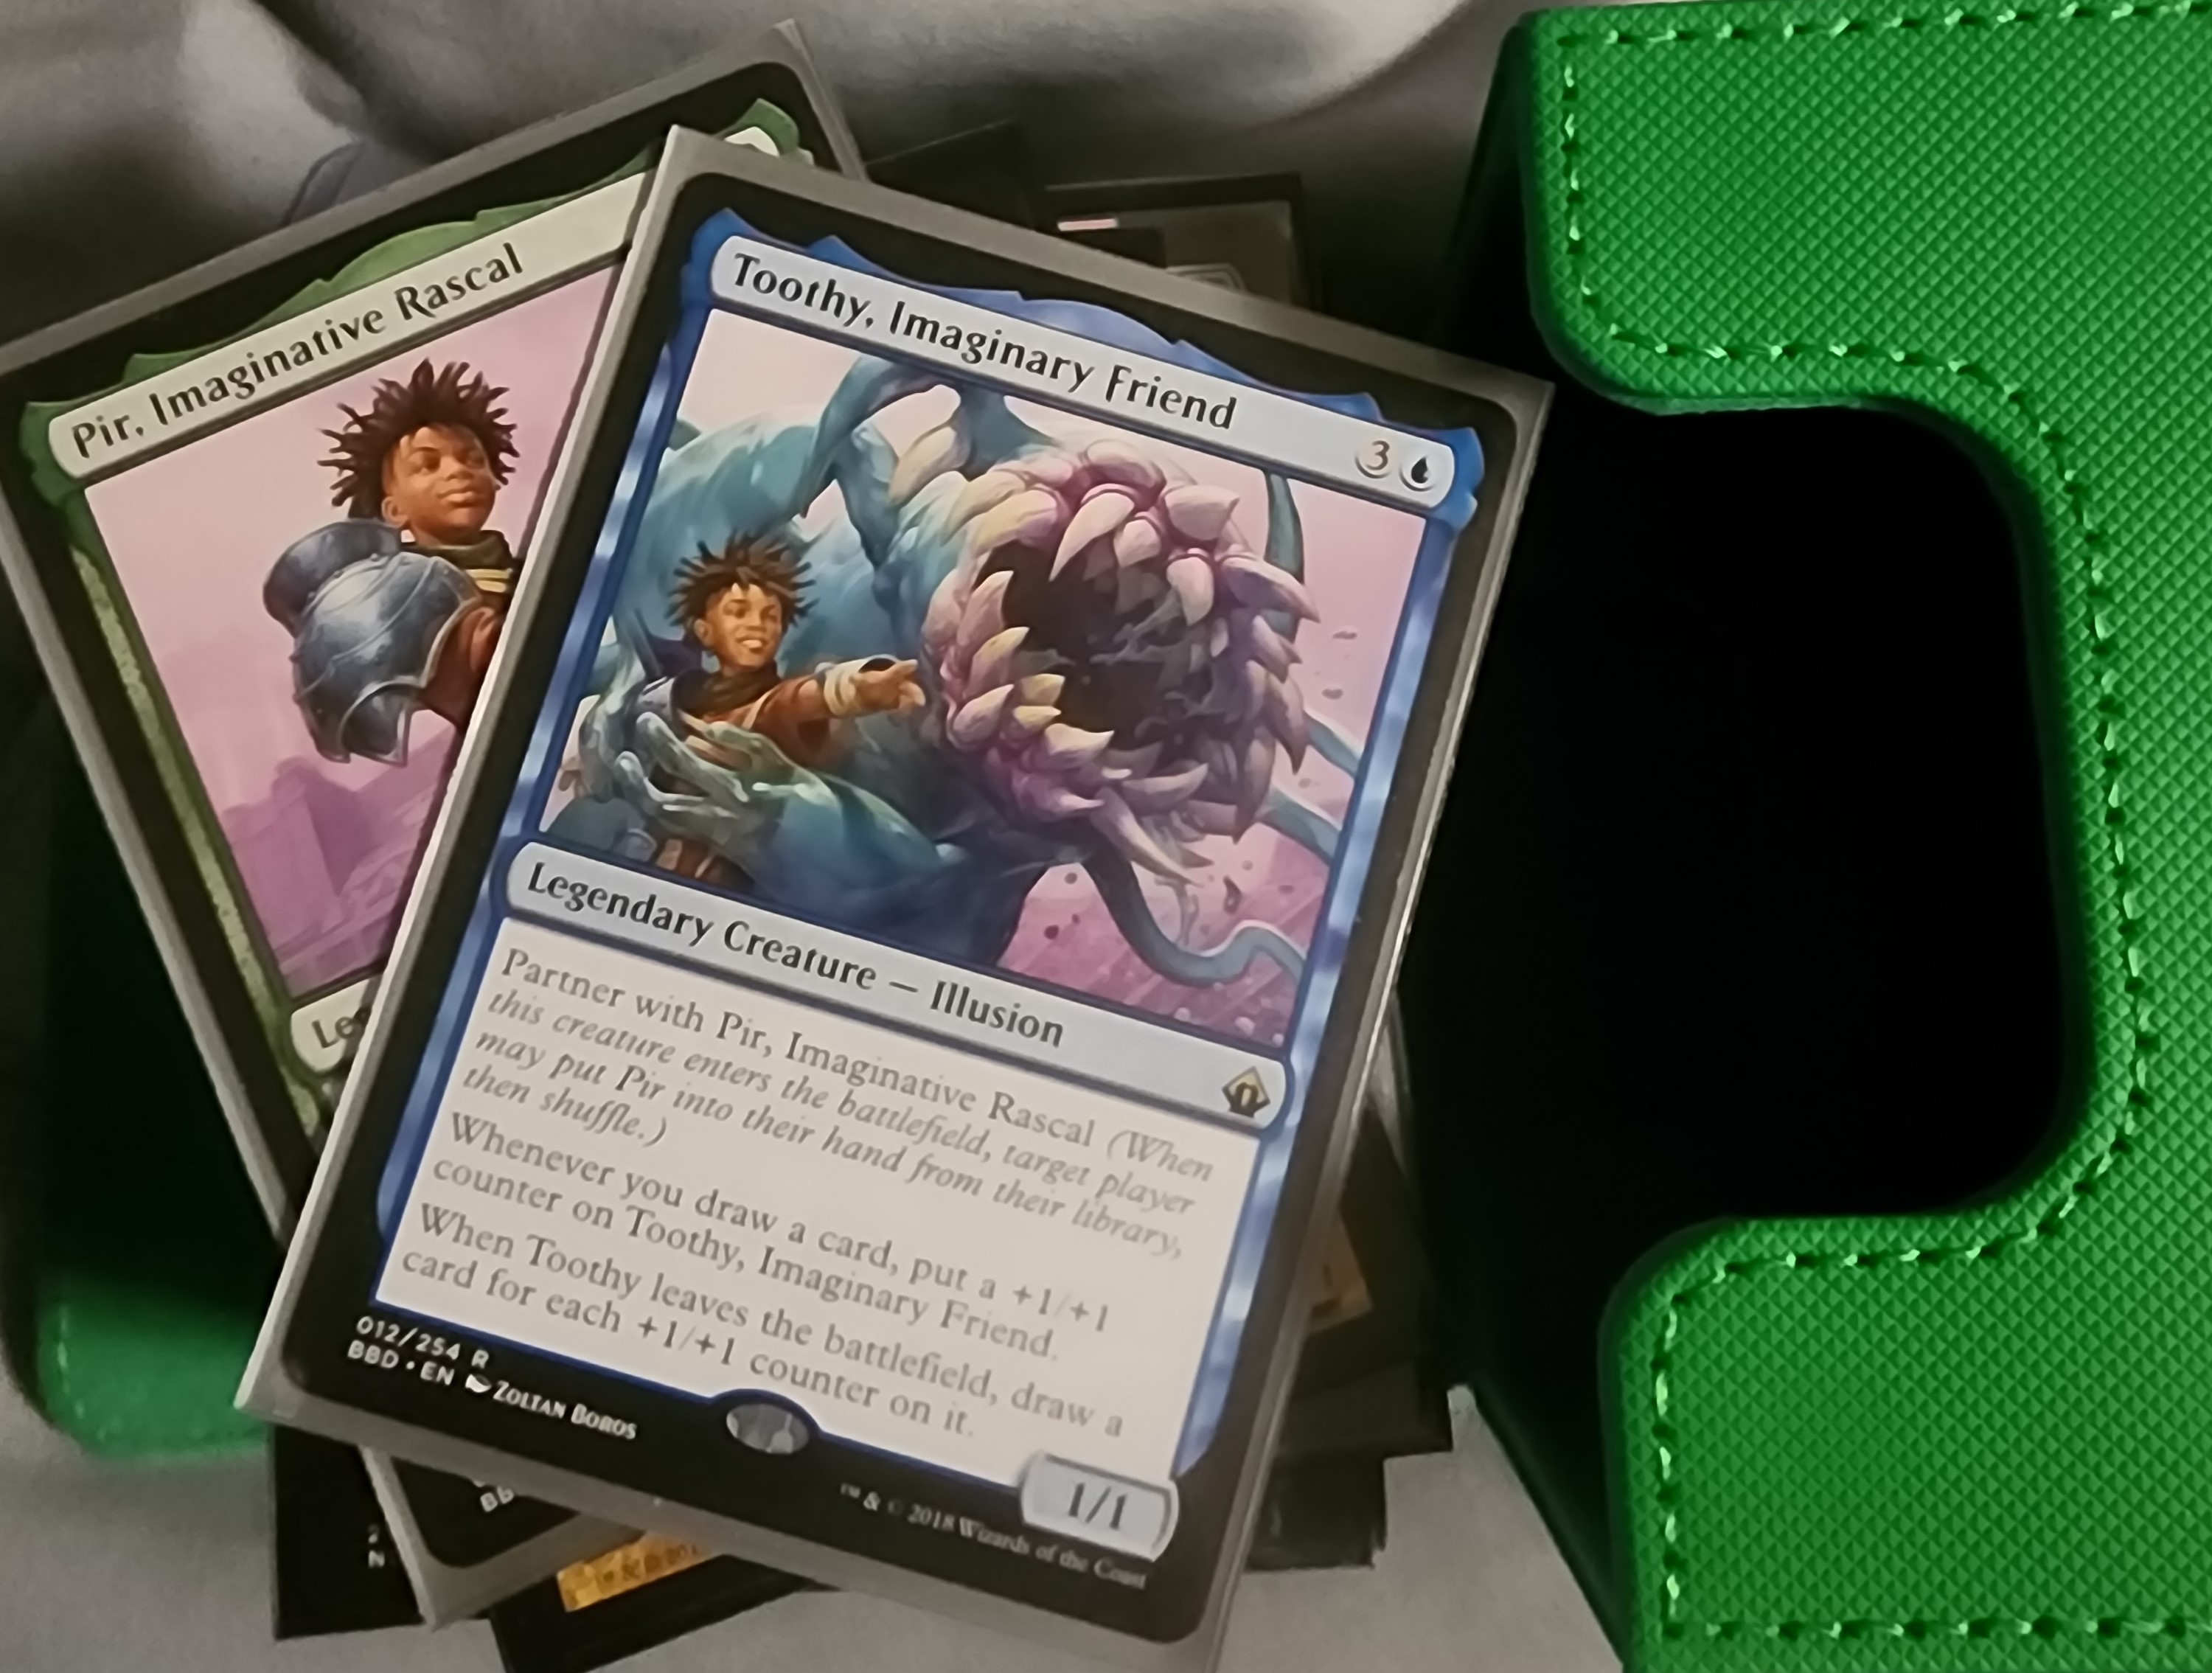 Pir, Imaginative Rascal
Toothy, Imaginary Friend
3
Legendary Creature — Illusion
Partner with Pir, Imaginative Rascal (When
this creature enters the battlefield, target player
may put Pir into their hand from their library,
then shuffle.)
Whenever you draw a card, put a +1/+1
counter on Toothy, Imaginary Friend.
When Toothy leaves the battlefield, draw a
card for each +1/+1 counter on it.
012/254 R
BBD • EN ZOLTAN BOROS
™ & © 2018 Wizards of the Coast
1/1